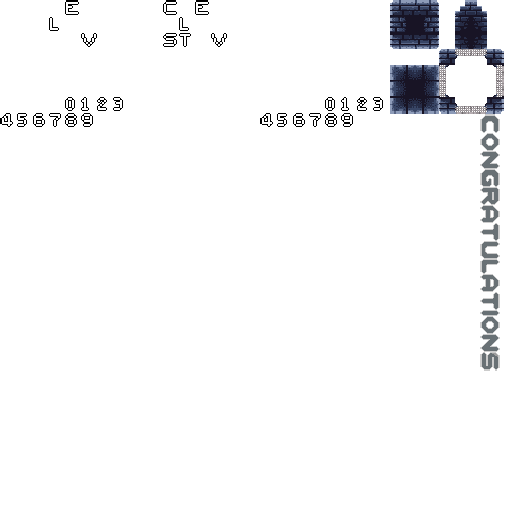 E C E
L L
V ST V
0123 0123
456789 456789
CONGRATULATIONS